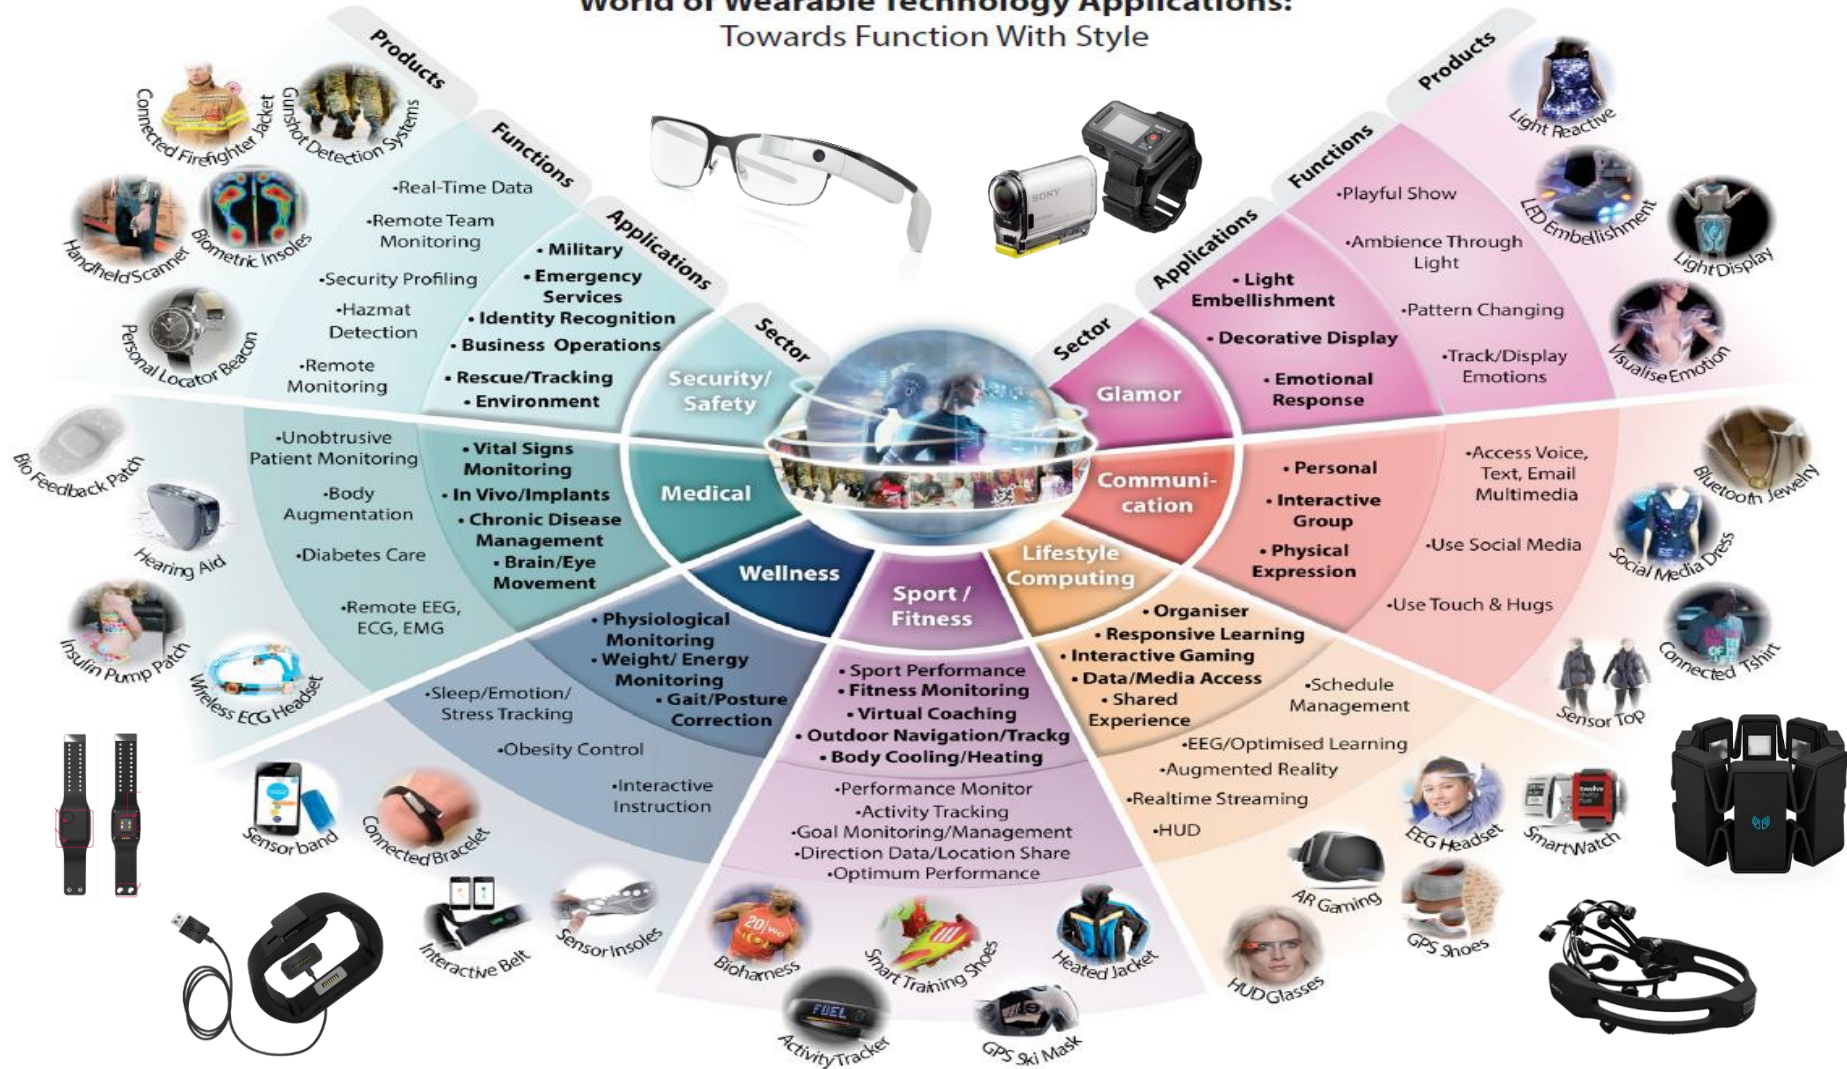 World of Wearable Technology Applications:
Towards Function With Style
Products
Functions
Applications
Sector
Connected Firefighter Jacket
Gunshot Detection Systems
Handheld Scanner
Biometric Insoles
Personal Locator Beacon
•Real-Time Data
•Remote Team
Monitoring
•Security Profiling
•Hazmat
Detection
•Remote
Monitoring
• Military
• Emergency
Services
• Identity Recognition
• Business Operations
• Rescue/Tracking
• Environment
Security/
Safety
Bio Feedback Patch
Hearing Aid
Insulin Pump Patch
Wireless ECG Headset
•Unobtrusive
Patient Monitoring
•Body
Augmentation
•Diabetes Care
•Remote EEG,
ECG, EMG
• Vital Signs
Monitoring
• In Vivo/Implants
• Chronic Disease
Management
• Brain/Eye
Movement
Medical
Wellness
• Physiological
Monitoring
• Weight/ Energy
Monitoring
• Gait/Posture
Correction
•Sleep/Emotion/
Stress Tracking
•Obesity Control
•Interactive
Instruction
Sensor band
Connected Bracelet
Interactive Belt
Sensor Insoles
Sport /
Fitness
• Sport Performance
• Fitness Monitoring
• Virtual Coaching
• Outdoor Navigation/Trackg
• Body Cooling/Heating
•Performance Monitor
•Activity Tracking
•Goal Monitoring/Management
•Direction Data/Location Share
•Optimum Performance
Bioharness
20 WO
Smart Training Shoes
Heated Jacket
Activity Tracker
FUEL
GPS Ski Mask
Lifestyle
Computing
• Organiser
• Responsive Learning
• Interactive Gaming
• Data/Media Access
• Shared
Experience
•Schedule
Management
•EEG/Optimised Learning
•Augmented Reality
•Realtime Streaming
•HUD
EEG Headset
SmartWatch
twelve
AR Gaming
GPS Shoes
HUD Glasses
Communi-
cation
• Personal
• Interactive
Group
• Physical
Expression
•Access Voice,
Text, Email
Multimedia
•Use Social Media
•Use Touch & Hugs
Bluetooth Jewelry
Social Media Dress
Connected Tshirt
Sensor Top
Glamor
• Light
Embellishment
• Decorative Display
• Emotional
Response
•Playful Show
•Ambience Through
Light
•Pattern Changing
•Track/Display
Emotions
Light Reactive
LED Embellishment
Light Display
Visualise Emotion
Sector
Applications
Functions
Products
SONY
SONY